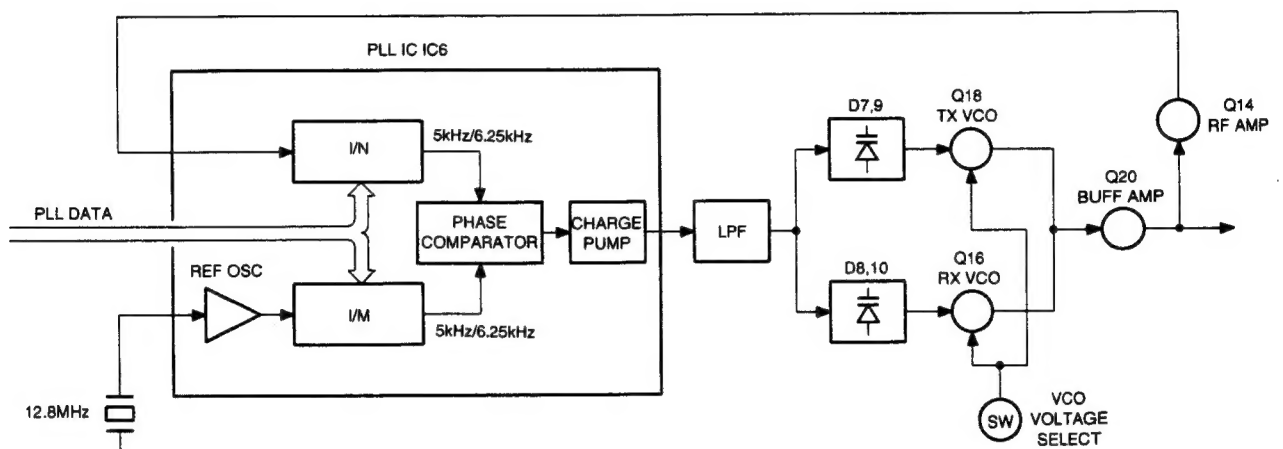 PLL IC IC6
I/N
5kHz/6.25kHz
PLL DATA
PHASE
COMPARATOR
CHARGE
PUMP
REF OSC
I/M
5kHz/6.25kHz
12.8MHz
LPF
D7,9
Q18
TX VCO
D8,10
Q16
RX VCO
Q14
RF AMP
Q20
BUFF AMP
SW
VCO
VOLTAGE
SELECT